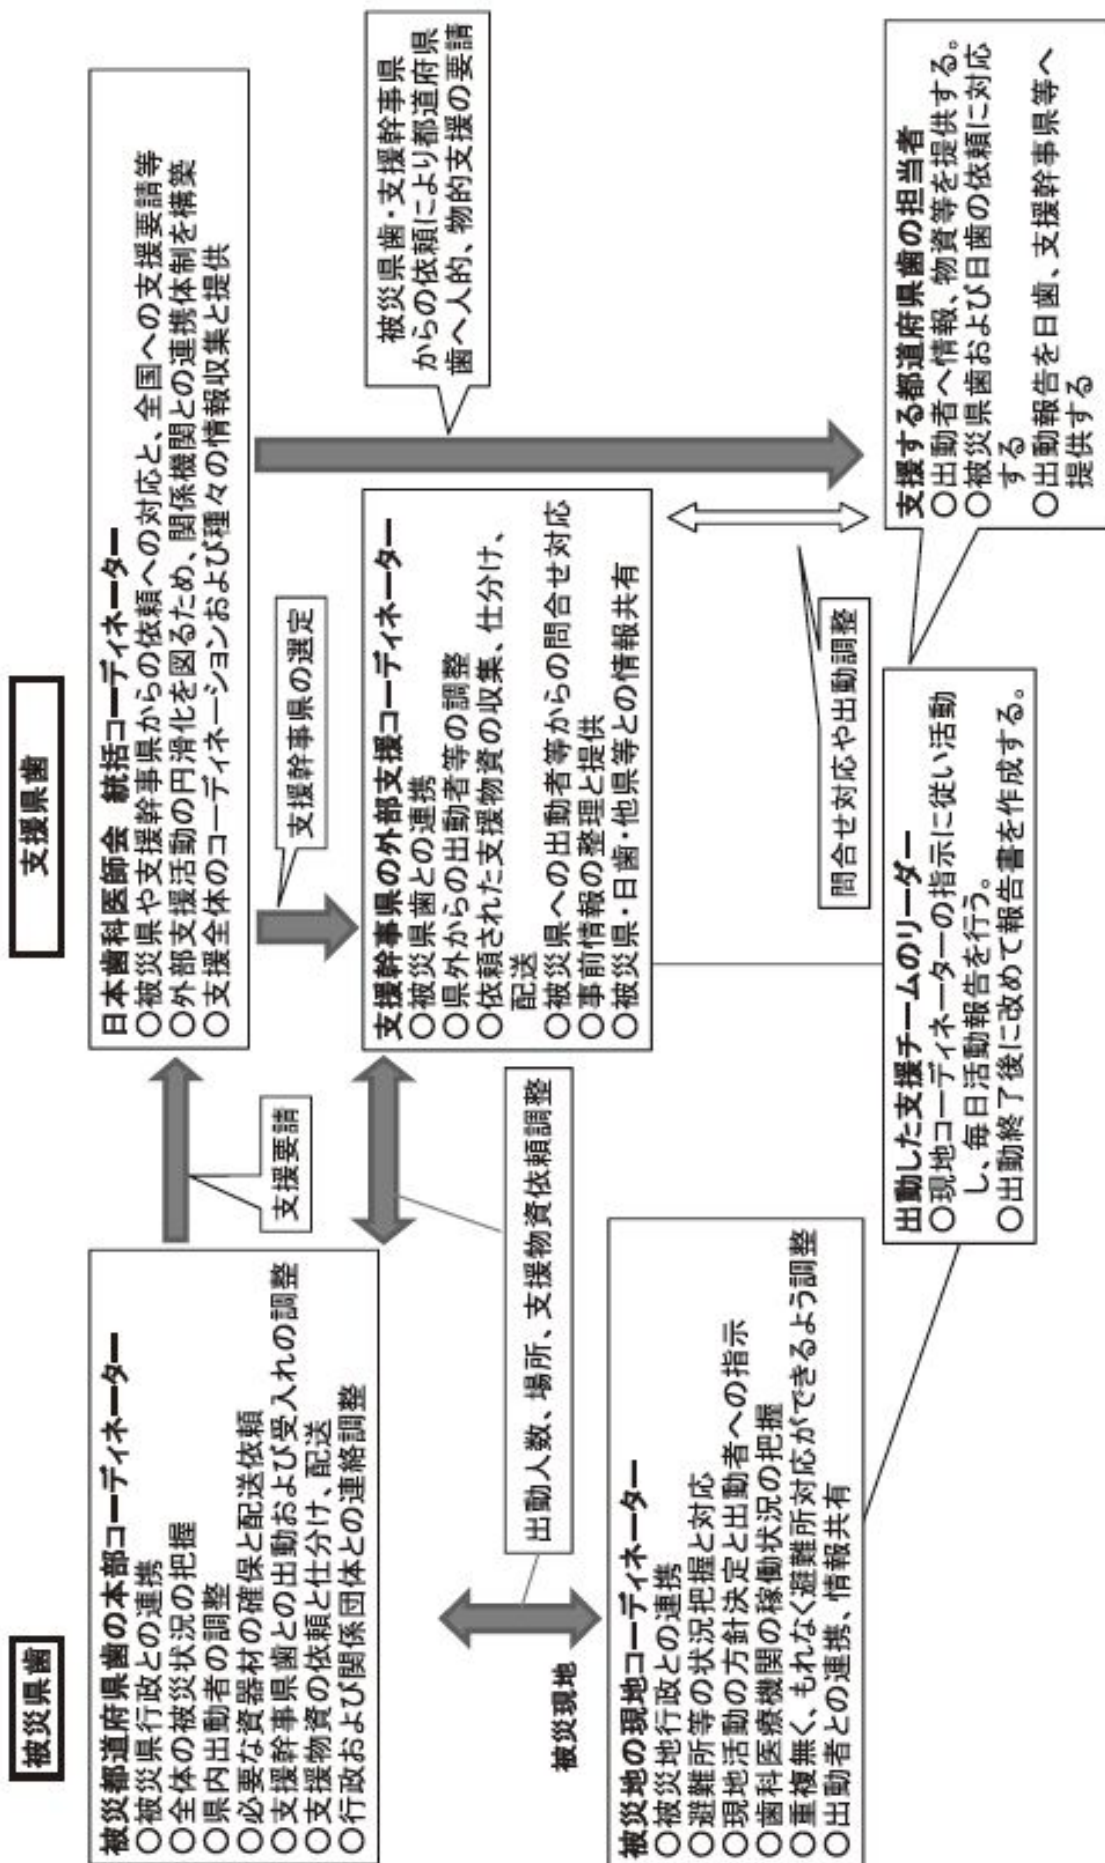 被災県歯
支援県歯
被災都道府県歯の本部コーディネーター
○被災県行政との連携
○全体の被災状況の把握
○県内出動者の調整
○必要な資器材の確保と配送依頼
○支援幹事県歯との出動および受入れの調整
○支援物資の依頼と仕分け、配送
○行政および関係団体との連絡調整
支援要請
日本歯科医師会 統括コーディネーター
○被災県や支援幹事県からの依頼への対応と、全国への支援要請等
○外部支援活動の円滑化を図るため、関係機関との連携体制を構築
○支援全体のコーディネーションおよび種々の情報収集と提供
支援幹事県の選定
被災県歯・支援幹事県
からの依頼により都道府県
歯へ人的、物的支援の要請
支援幹事県の外部支援コーディネーター
○被災県歯との連携
○県外からの出動者等の調整
○依頼された支援物資の収集、仕分け、
配送
○被災県への出動者等からの問合せ対応
○事前情報の整理と提供
○被災県・日歯・他県等との情報共有
出動人数、場所、支援物資依頼調整
被災現地
被災地の現地コーディネーター
○被災地行政との連携
○避難所等の状況把握と対応
○現地活動の方針決定と出動者への指示
○歯科医療機関の稼働状況の把握
○重複無く、もれなく避難所対応ができるよう調整
○出動者との連携、情報共有
問合せ対応や出動調整
出動した支援チームのリーダー
○現地コーディネーターの指示に従い活動
し、毎日活動報告を行う。
○出動終了後に改めて報告書を作成する。
支援する都道府県歯の担当者
○出動者へ情報、物資等を提供する。
○被災県歯および日歯の依頼に対応
する
○出動報告を日歯、支援幹事県等へ
提供する